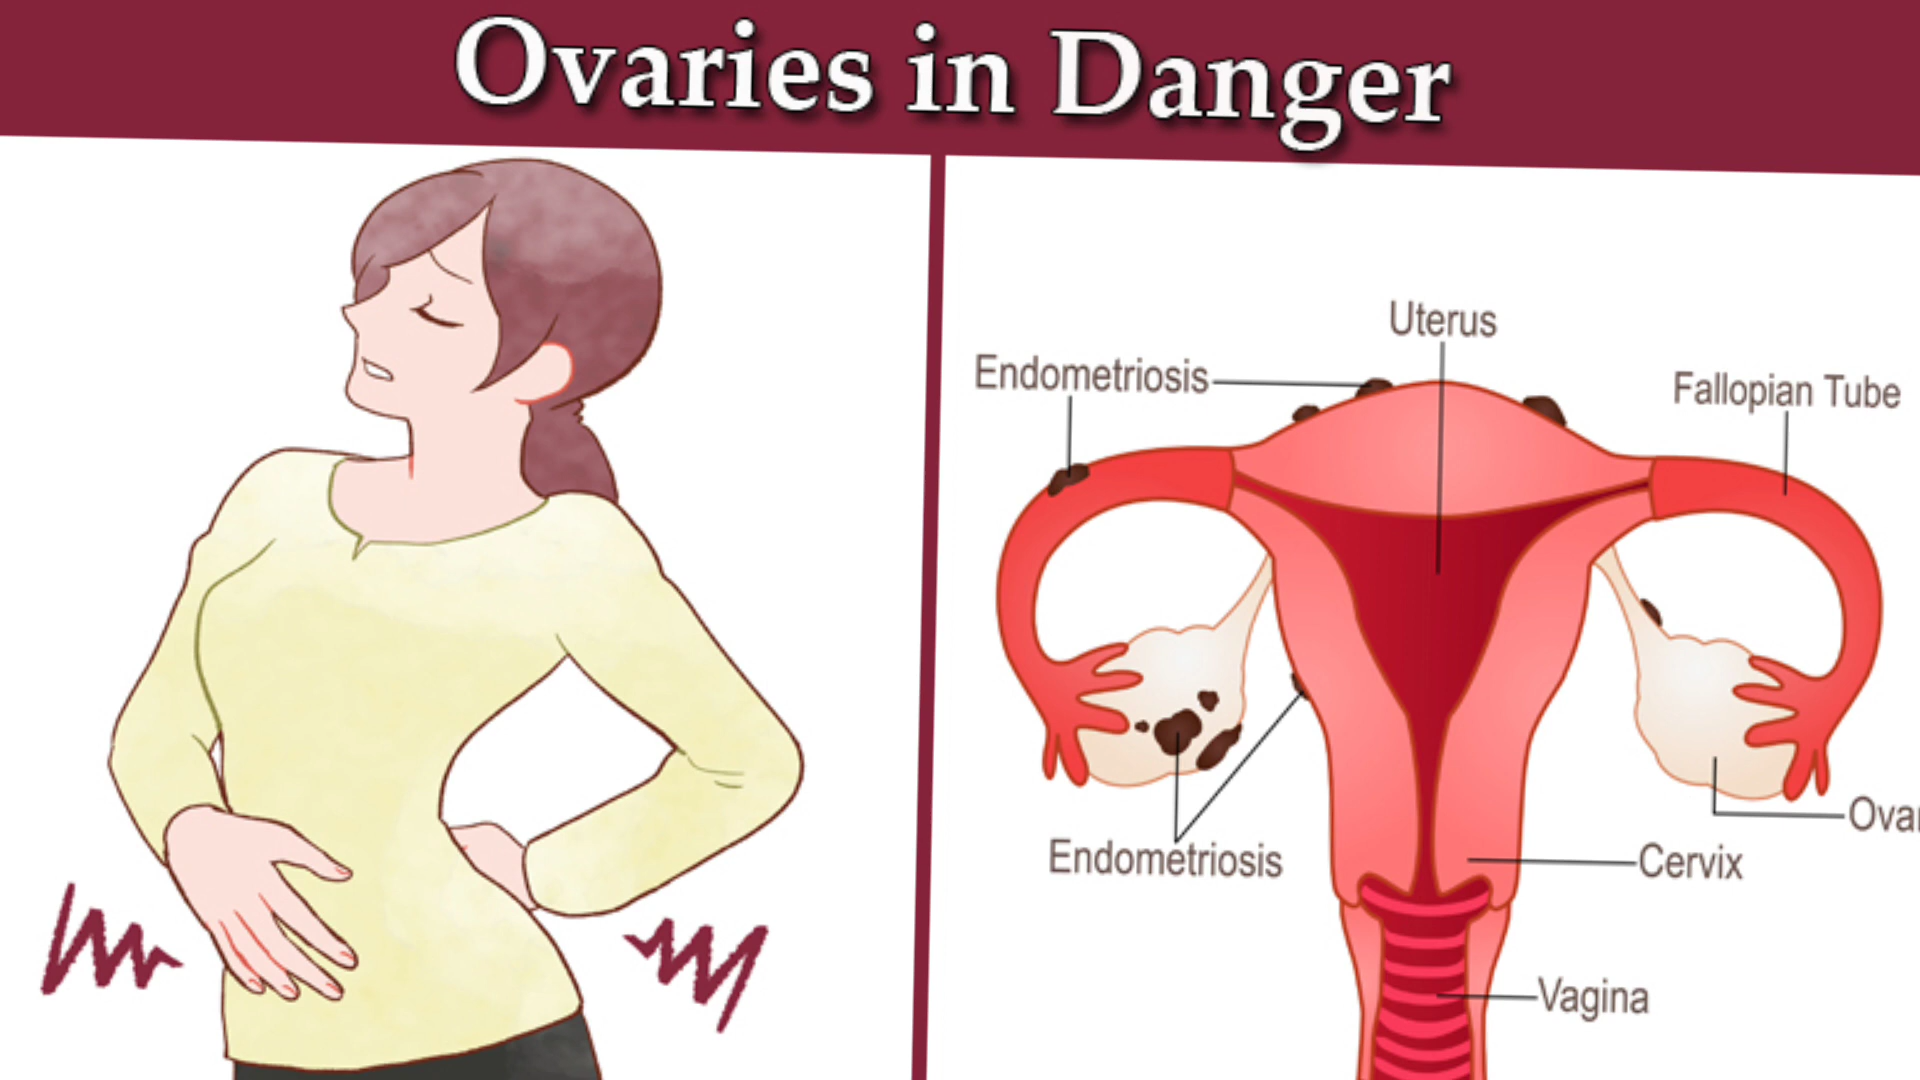 Ovaries in Danger
Uterus
Endometriosis
Fallopian Tube
Endometriosis
Cervix
Vagina